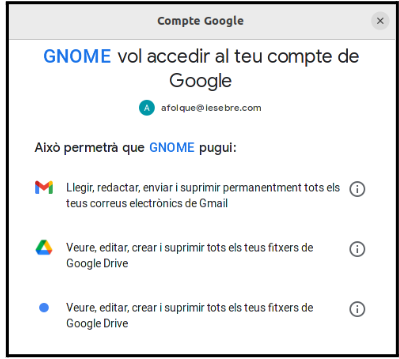 Compte Google
GNOME vol accedir al teu compte de
Google
A afolque@iesebre.com
Això permetrà que GNOME pugui:
Llegir, redactar, enviar i suprimir permanentment tots els
teus correus electrònics de Gmail
Veure, editar, crear i suprimir tots els teus fitxers de
Google Drive
Veure, editar, crear i suprimir tots els teus fitxers de
Google Drive